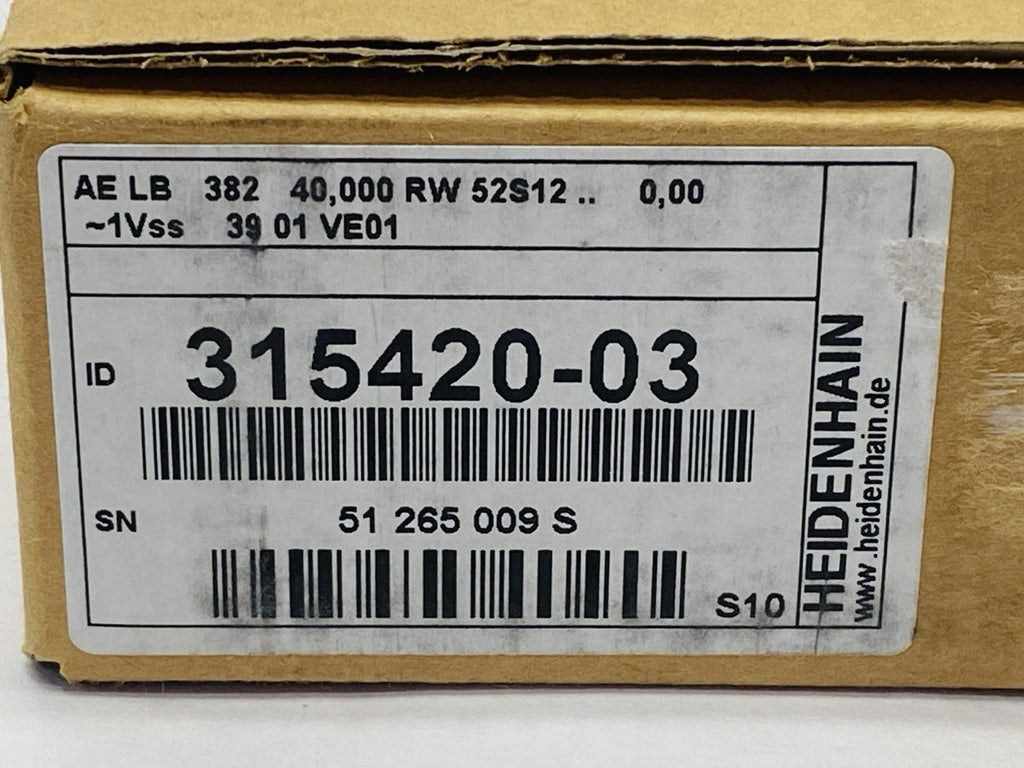 AE LB 382 40,000 RW 52S12 .. 0,00
~1Vss 39 01 VE01
ID 315420-03
SN 51 265 009 S
S10
HEIDENHAIN
www.heidenhain.de